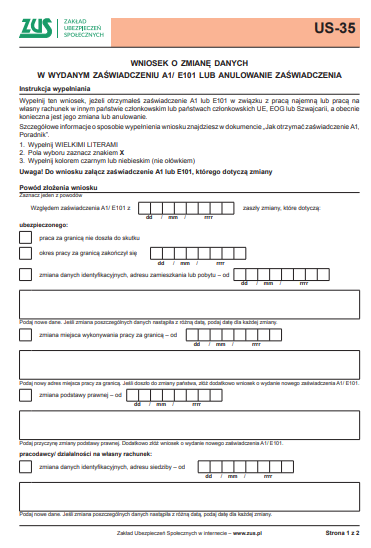 ZUS ZAKŁAD
UBEZPIECZEŃ
SPOŁECZNYCH
US-35
WNIOSEK O ZMIANĘ DANYCH
W WYDANYM ZAŚWIADCZENIU A1/ E101 LUB ANULOWANIE ZAŚWIADCZENIA
Instrukcja wypełniania
Wypełnij ten wniosek, jeżeli otrzymałeś zaświadczenie A1 lub E101 w związku z pracą najemną lub pracą na
własny rachunek w innym państwie członkowskim lub państwach członkowskich UE, EOG lub Szwajcarii, a obecnie
konieczna jest jego zmiana lub anulowanie.
Szczegółowe informacje o sposobie wypełnienia wniosku znajdziesz w dokumencie „Jak otrzymać zaświadczenie A1.
Poradnik".
1. Wypełnij WIELKIMI LITERAMI
2. Pola wyboru zaznacz znakiem X
3. Wypełnij kolorem czarnym lub niebieskim (nie ołówkiem)
Uwaga! Do wniosku załącz zaświadczenie A1 lub E101, którego dotyczą zmiany
Powód złożenia wniosku
Zaznacz jeden z powodów
Względem zaświadczenia A1/ E101 z zaszły zmiany, które dotyczą:
dd / mm / rrrr
ubezpieczonego:
praca za granicą nie doszła do skutku
okres pracy za granicą zakończył się
dd / mm / rrrr
zmiana danych identyfikacyjnych, adresu zamieszkania lub pobytu – od
dd / mm / rrrr
Podaj nowe dane. Jeśli zmiana poszczególnych danych nastąpiła z różną datą, podaj datę dla każdej zmiany.
zmiana miejsca wykonywania pracy za granicą – od
dd / mm / rrrr
Podaj nowy adres miejsca pracy za granicą. Jeśli doszło do zmiany państwa, złóż dodatkowo wniosek o wydanie nowego zaświadczenia A1/ E101.
zmiana podstawy prawnej – od
dd / mm / rrrr
Podaj przyczynę zmiany podstawy prawnej. Dodatkowo złóż wniosek o wydanie nowego zaświadczenia A1/ E101.
pracodawcy/ działalności na własny rachunek:
zmiana danych identyfikacyjnych, adresu siedziby – od
dd / mm / rrrr
Podaj nowe dane. Jeśli zmiana poszczególnych danych nastąpiła z różną datą, podaj datę dla każdej zmiany.
Zakład Ubezpieczeń Społecznych w internecie – www.zus.pl Strona 1 z 2